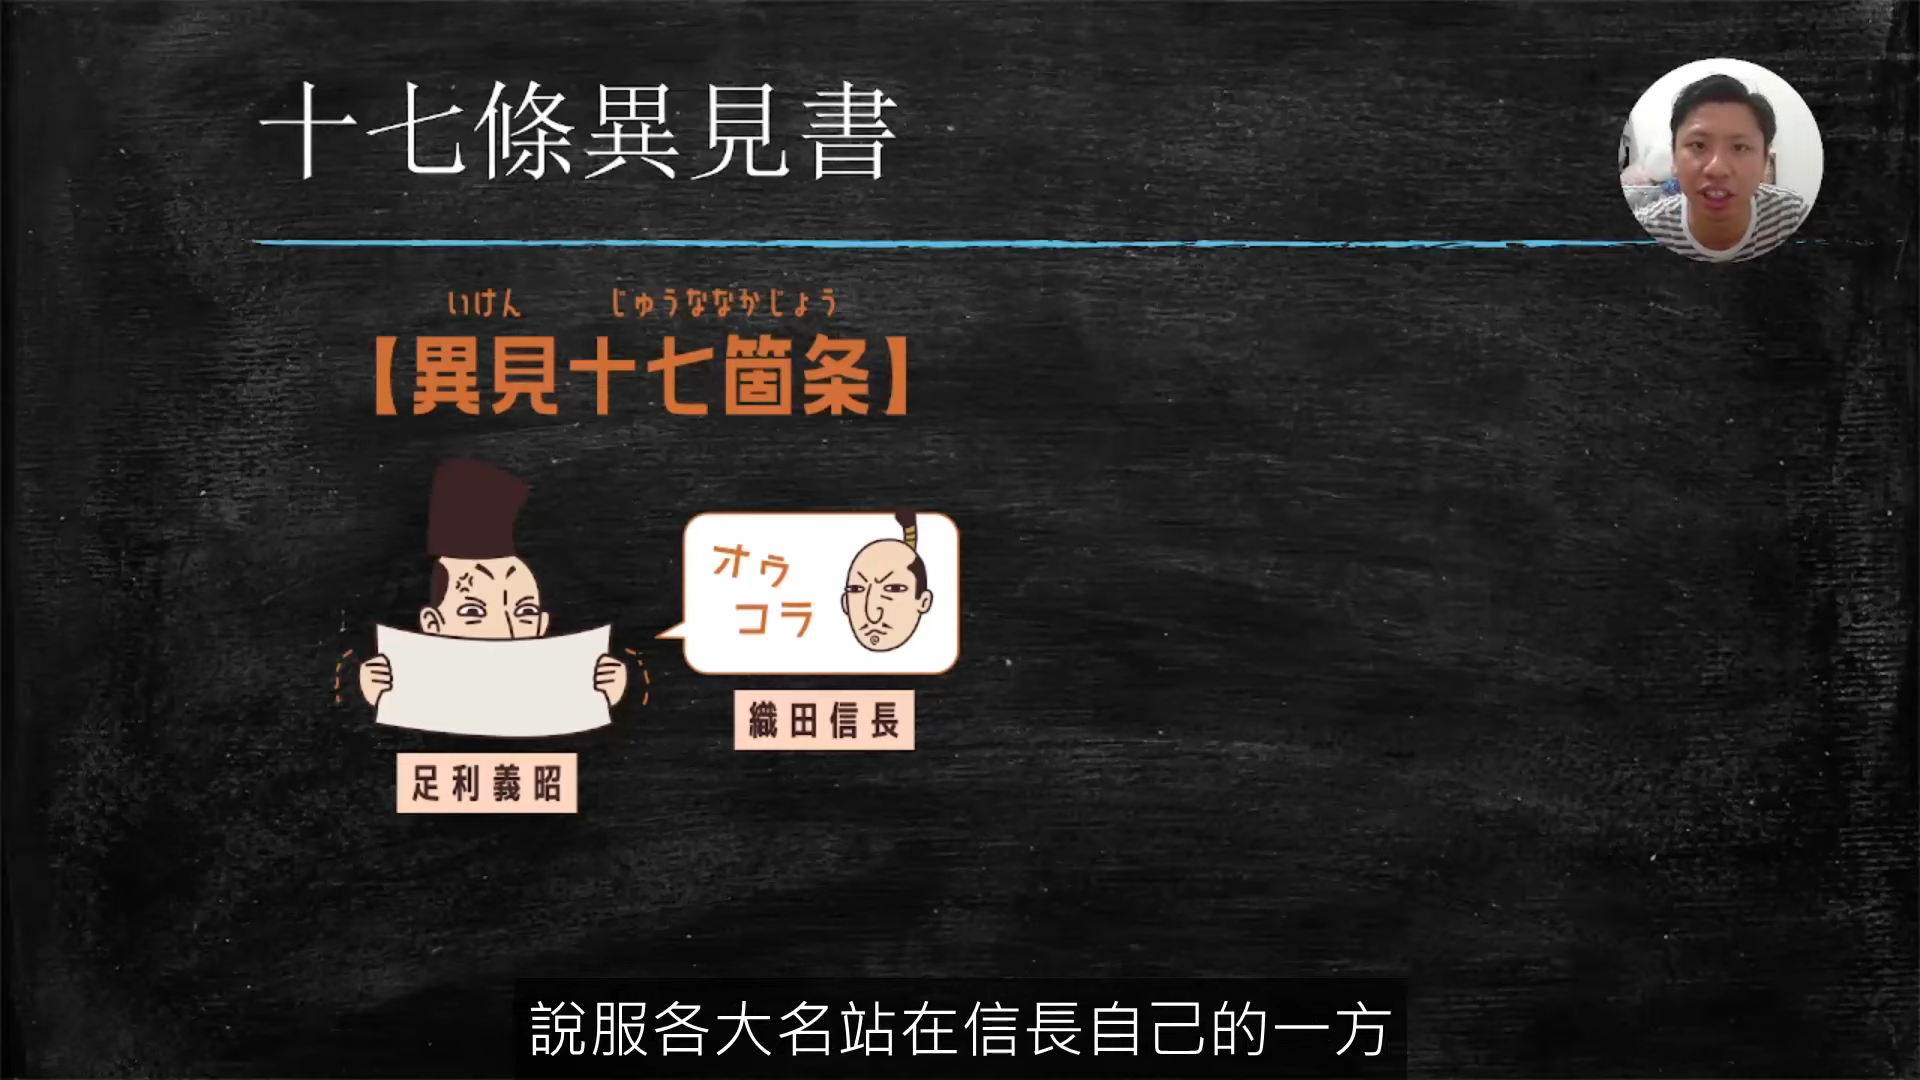 十七條異見書
いけん じゅうななかじょう
【異見十七箇条】
オゥ
コラ
織田信長
足利義昭
說服各大名站在信長自己的一方